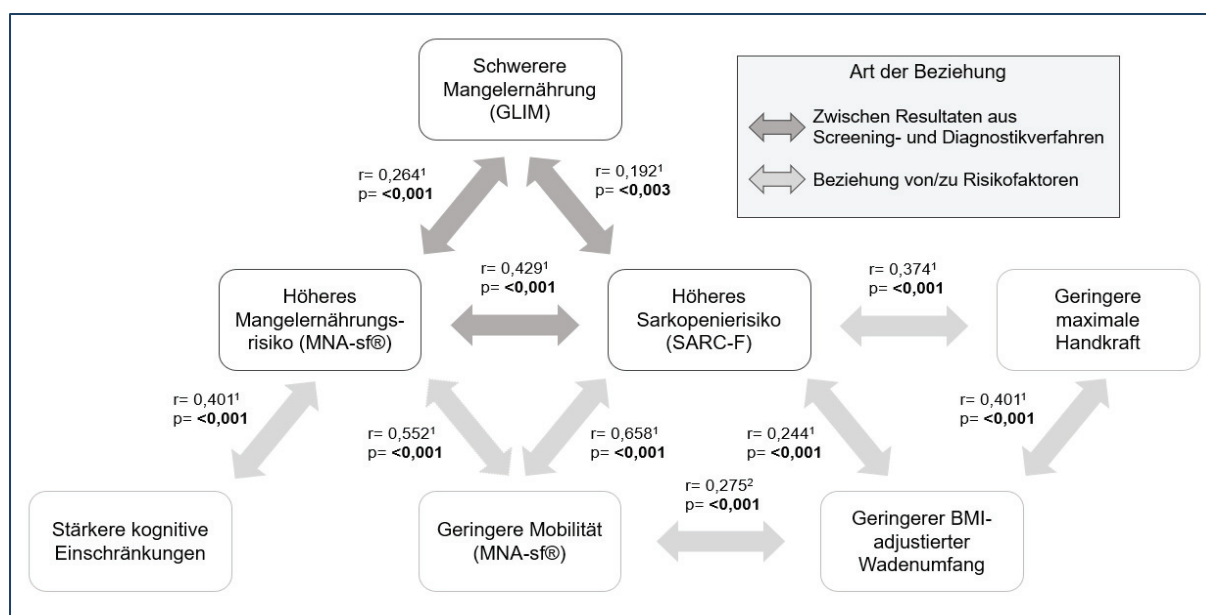 Schwerere
Mangelernährung
(GLIM)
Art der Beziehung
Zwischen Resultaten aus
Screening- und Diagnostikverfahren
Beziehung von/zu Risikofaktoren
r= 0,264¹
p= <0,001
r= 0,192¹
p= <0,003
Höheres
Mangelernährungs-
risiko (MNA-sf®)
r= 0,429¹
p= <0,001
Höheres
Sarkopenierisiko
(SARC-F)
r= 0,374¹
p= <0,001
Geringere
maximale
Handkraft
r= 0,401¹
p= <0,001
r= 0,552¹
p= <0,001
r= 0,658¹
p= <0,001
r= 0,244¹
p= <0,001
r= 0,401¹
p= <0,001
Stärkere kognitive
Einschränkungen
Geringere Mobilität
(MNA-sf®)
r= 0,275²
p= <0,001
Geringerer BMI-
adjustierter
Wadenumfang